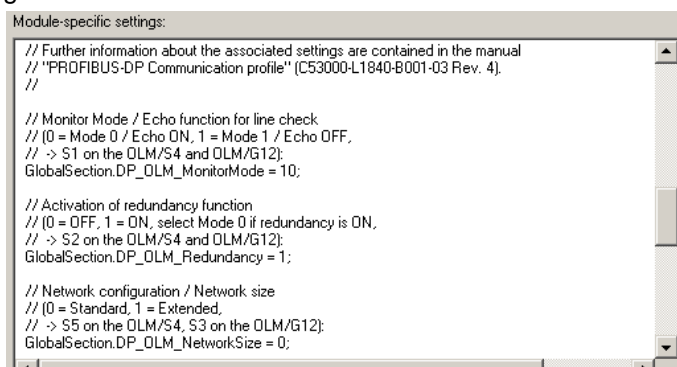 Module-specific settings:
// Further information about the associated settings are contained in the manual
// "PROFIBUS-DP Communication profile" (C53000-L1840-B001-03 Rev. 4).
//
// Monitor Mode / Echo function for line check
// (0 = Mode 0 / Echo ON, 1 = Mode 1 / Echo OFF,
// -> S1 on the OLM/S4 and OLM/G12):
GlobalSection.DP_OLM_MonitorMode = 10;
// Activation of redundancy function
// (0 = OFF, 1 = ON, select Mode 0 if redundancy is ON,
// -> S2 on the OLM/S4 and OLM/G12):
GlobalSection.DP_OLM_Redundancy = 1;
// Network configuration / Network size
// (0 = Standard, 1 = Extended,
// -> S5 on the OLM/S4, S3 on the OLM/G12):
GlobalSection.DP_OLM_NetworkSize = 0;